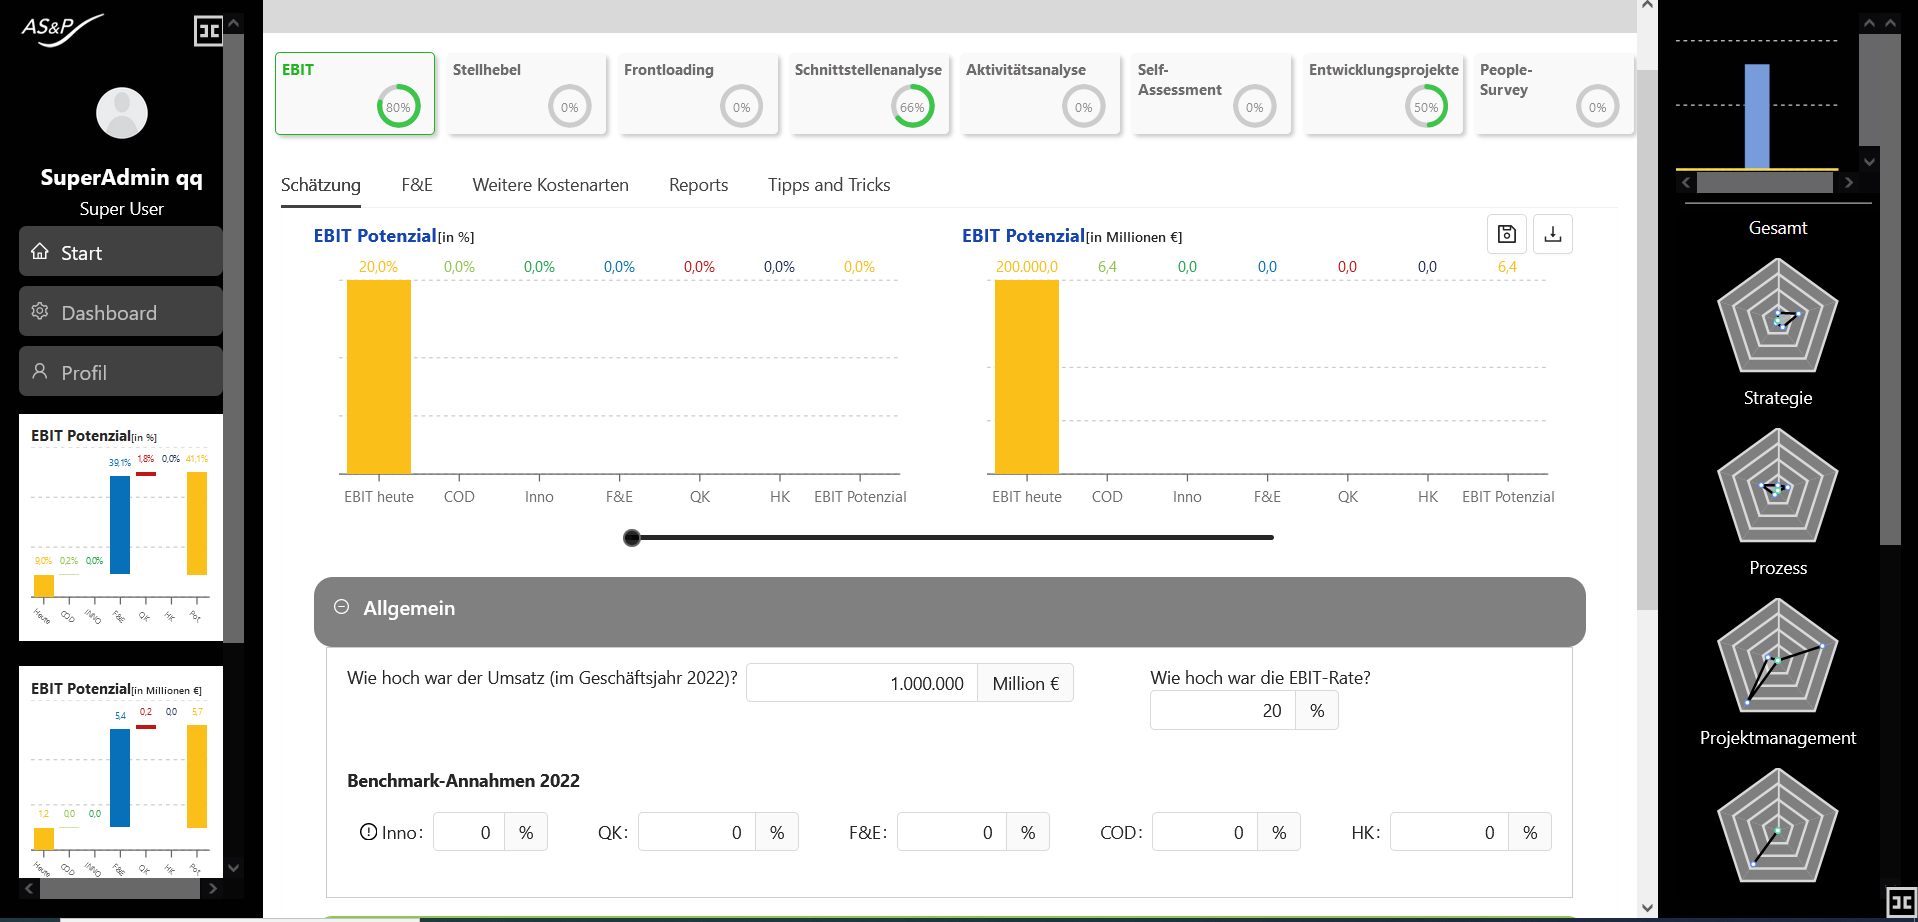 AS&P
SuperAdmin qq
Super User
Start
Dashboard
Profil
EBIT Potenzial[in %]
39,1% 1,8% 0,0% 41,1%
9,0% 0,2% 0,0%
Heute COD INNO F&E QK HK Pot.
EBIT Potenzial[in Millionen €]
5,4 0,2 0,0 5,7
1,2 0,0 0,0
Heute COD INNO F&E QK HK Pot.
EBIT
80%
Stellhebel
0%
Frontloading
0%
Schnittstellenanalyse
66%
Aktivitätsanalyse
0%
Self-
Assessment
0%
Entwicklungsprojekte
50%
People-
Survey
0%
Schätzung F&E Weitere Kostenarten Reports Tipps and Tricks
EBIT Potenzial[in %]
20,0% 0,0% 0,0% 0,0% 0,0% 0,0% 0,0%
EBIT heute COD Inno F&E QK HK EBIT Potenzial
EBIT Potenzial[in Millionen €]
200.000,0 6,4 0,0 0,0 0,0 0,0 6,4
EBIT heute COD Inno F&E QK HK EBIT Potenzial
Allgemein
Wie hoch war der Umsatz (im Geschäftsjahr 2022)? 1.000.000 Million €
Wie hoch war die EBIT-Rate?
20 %
Benchmark-Annahmen 2022
Inno: 0 % QK: 0 % F&E: 0 % COD: 0 % HK: 0 %
Gesamt
Strategie
Prozess
Projektmanagement